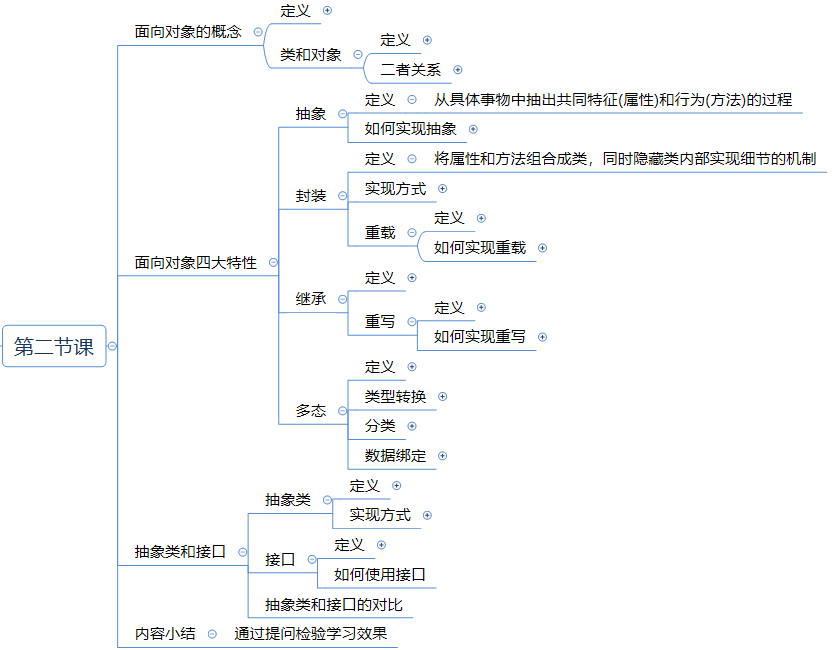 第二节课
面向对象的概念
定义
类和对象
定义
二者关系
面向对象四大特性
抽象
定义
从具体事物中抽出共同特征(属性)和行为(方法)的过程
如何实现抽象
封装
定义
将属性和方法组合成类，同时隐藏类内部实现细节的机制
实现方式
重载
定义
如何实现重载
继承
定义
重写
定义
如何实现重写
多态
定义
类型转换
分类
数据绑定
抽象类和接口
抽象类
定义
实现方式
接口
定义
如何使用接口
抽象类和接口的对比
内容小结
通过提问检验学习效果